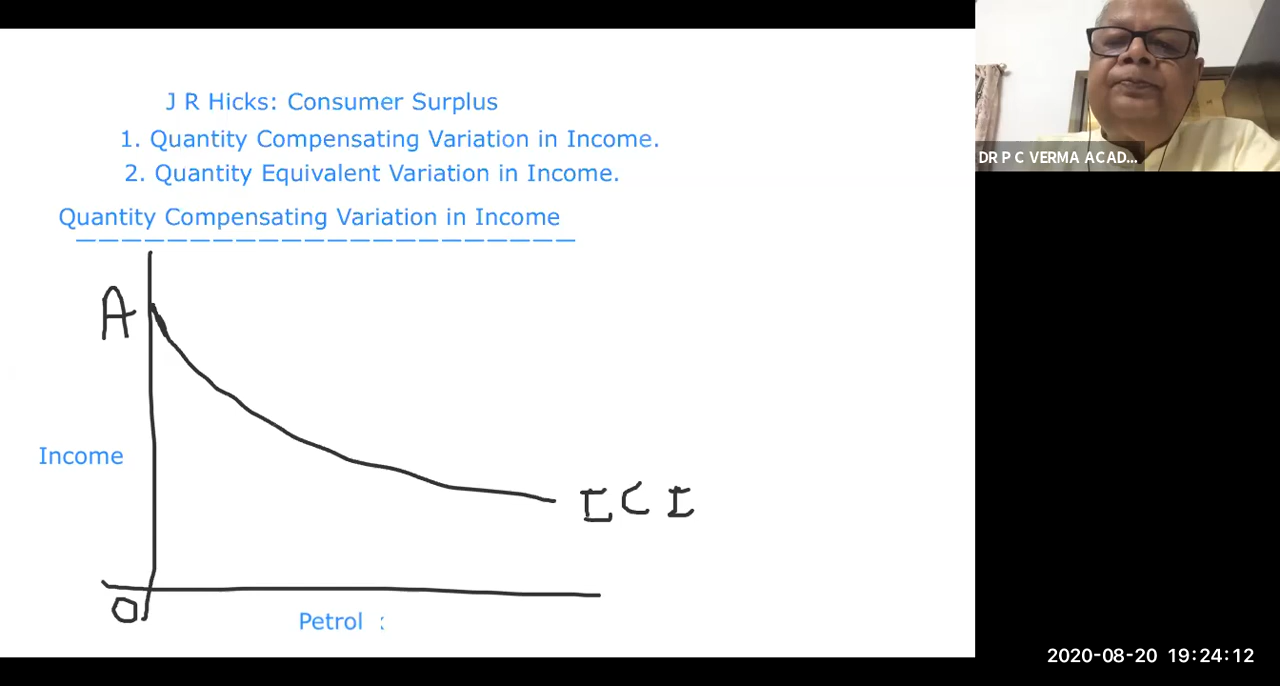 J R Hicks: Consumer Surplus
1. Quantity Compensating Variation in Income.
2. Quantity Equivalent Variation in Income.
Quantity Compensating Variation in Income
A
Income
ICI
O
Petrol
DR P C VERMA ACAD...
2020-08-20 19:24:12